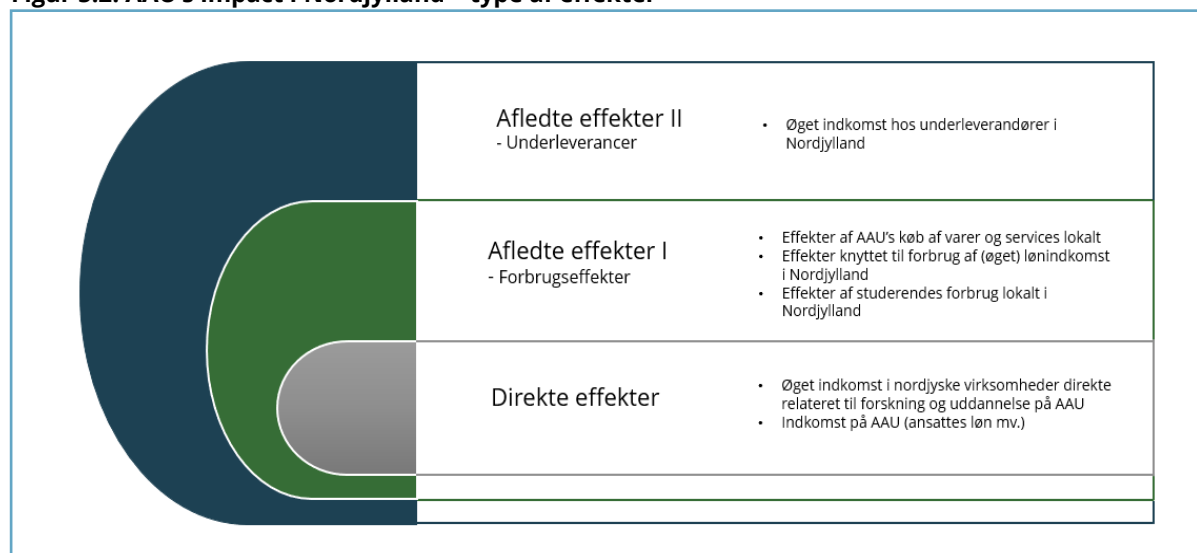 Afledte effekter II
- Underleverancer
• Øget indkomst hos underleverandører i
Nordjylland
Afledte effekter I
- Forbrugseffekter
• Effekter af AAU's køb af varer og services lokalt
• Effekter knyttet til forbrug af (øget) lønindkomst
i Nordjylland
• Effekter af studerendes forbrug lokalt i
Nordjylland
Direkte effekter
• Øget indkomst i nordjyske virksomheder direkte
relateret til forskning og uddannelse på AAU
• Indkomst på AAU (ansattes løn mv.)